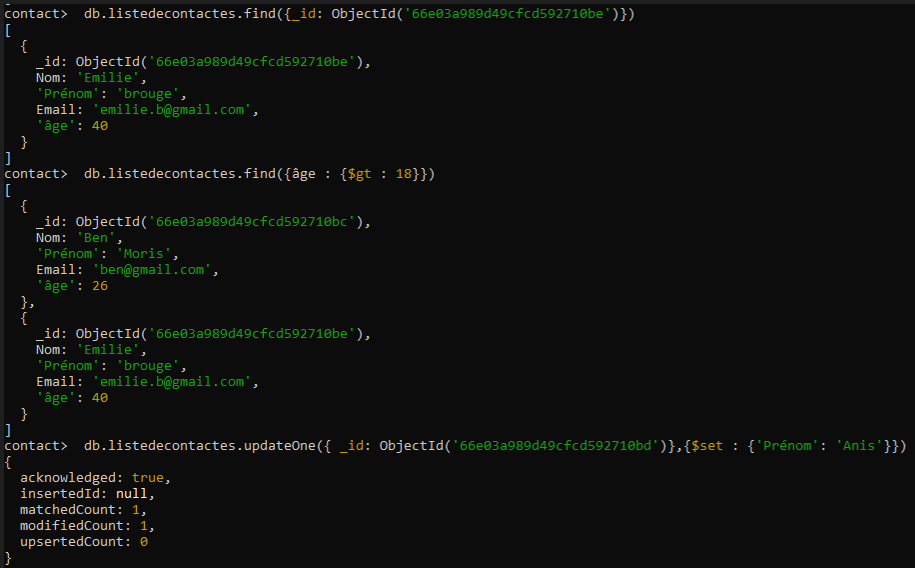 contact>  db.listedecontactes.find({_id: ObjectId('66e03a989d49cfcd592710be')})
[
  {
    _id: ObjectId('66e03a989d49cfcd592710be'),
    Nom: 'Emilie',
    'Prénom': 'brouge',
    Email: 'emilie.b@gmail.com',
    'âge': 40
  }
]
contact>  db.listedecontactes.find({âge : {$gt : 18}})
[
  {
    _id: ObjectId('66e03a989d49cfcd592710bc'),
    Nom: 'Ben',
    'Prénom': 'Moris',
    Email: 'ben@gmail.com',
    'âge': 26
  },
  {
    _id: ObjectId('66e03a989d49cfcd592710be'),
    Nom: 'Emilie',
    'Prénom': 'brouge',
    Email: 'emilie.b@gmail.com',
    'âge': 40
  }
]
contact>  db.listedecontactes.updateOne({ _id: ObjectId('66e03a989d49cfcd592710bd')},{$set : {'Prénom': 'Anis'}})
{
  acknowledged: true,
  insertedId: null,
  matchedCount: 1,
  modifiedCount: 1,
  upsertedCount: 0
}